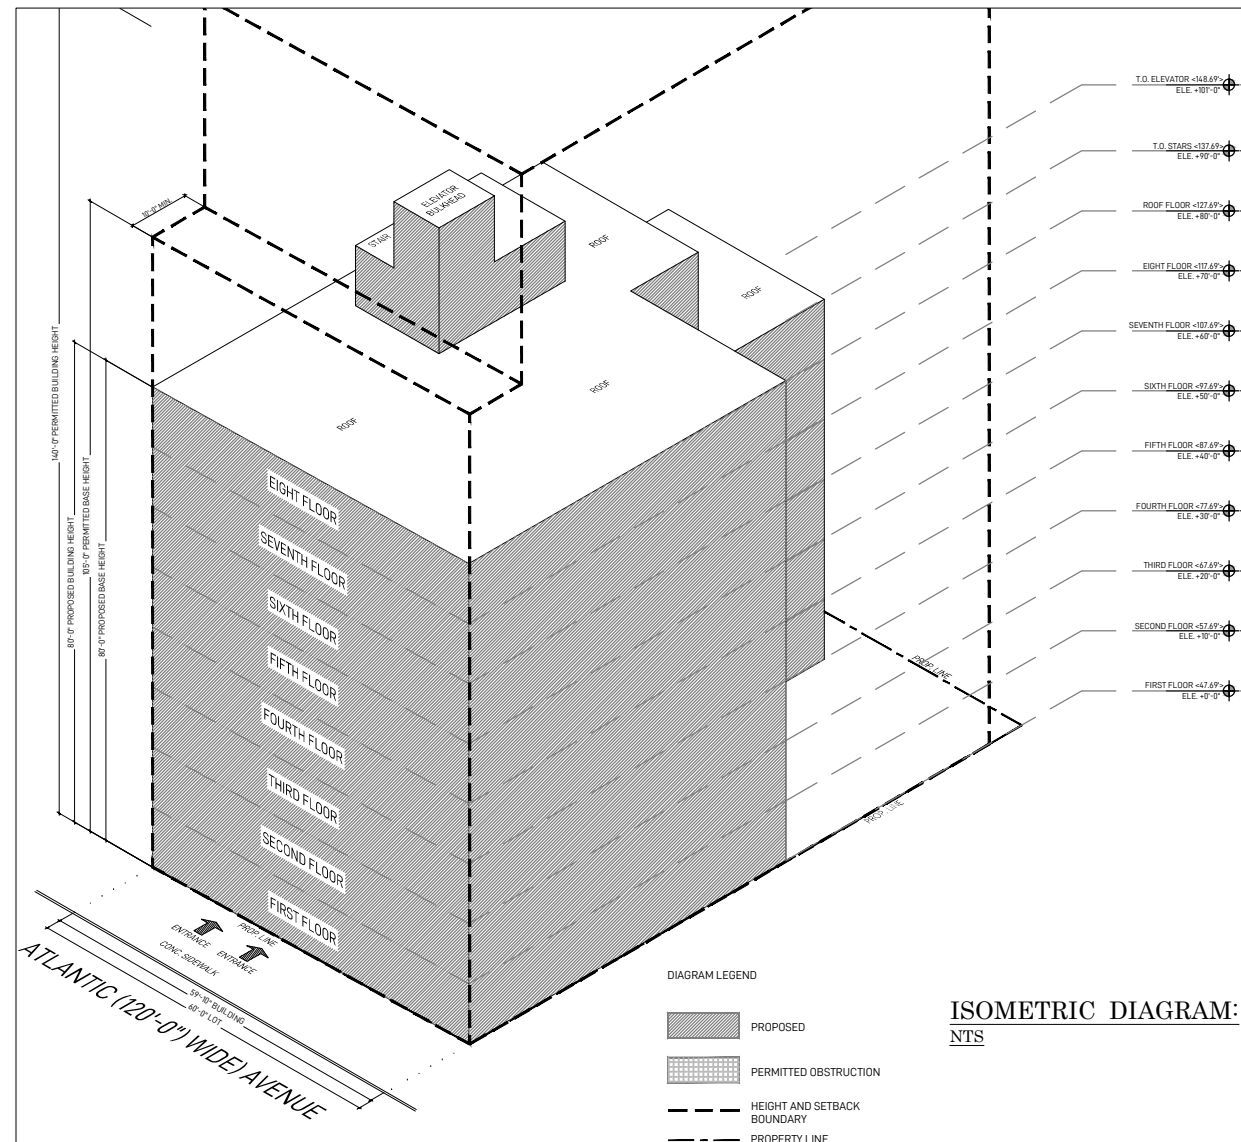 T.O. ELEVATOR <148.69'>
ELE. +101'-0"
T.O. STARS <137.69>
ELE. +90'-0"
ROOF FLOOR <127.69>
ELE. +80'-0"
EIGHT FLOOR <117.69'>
ELE. +70'-0"
SEVENTH FLOOR <107.69'>
ELE. +60'-0"
SIXTH FLOOR <97.69'>
ELE. +50'-0"
FIFTH FLOOR <87.69'>
ELE. +40'-0"
FOURTH FLOOR <77.69'>
ELE. +30'-0"
THIRD FLOOR <67.69'>
ELE. +20'-0"
SECOND FLOOR <57.69'>
ELE. +10'-0"
FIRST FLOOR <47.69'>
ELE. +0'-0"
10'-0" MIN.
ELEVATOR
BULKHEAD
STAIR
ROOF
ROOF
ROOF
ROOF
140'-0" PERMITTED BUILDING HEIGHT
80'-0" PROPOSED BUILDING HEIGHT
105'-0" PERMITTED BASE HEIGHT
80'-0" PROPOSED BASE HEIGHT
EIGHT FLOOR
SEVENTH FLOOR
SIXTH FLOOR
FIFTH FLOOR
FOURTH FLOOR
THIRD FLOOR
SECOND FLOOR
FIRST FLOOR
PROP. LINE
PROP. LINE
PROP. LINE
ENTRANCE
ENTRANCE
CONC. SIDEWALK
59'-10" BUILDING
60'-0" LOT
ATLANTIC (120'-0") WIDE) AVENUE
DIAGRAM LEGEND
PROPOSED
PERMITTED OBSTRUCTION
HEIGHT AND SETBACK
BOUNDARY
PROPERTY LINE
ISOMETRIC DIAGRAM:
NTS